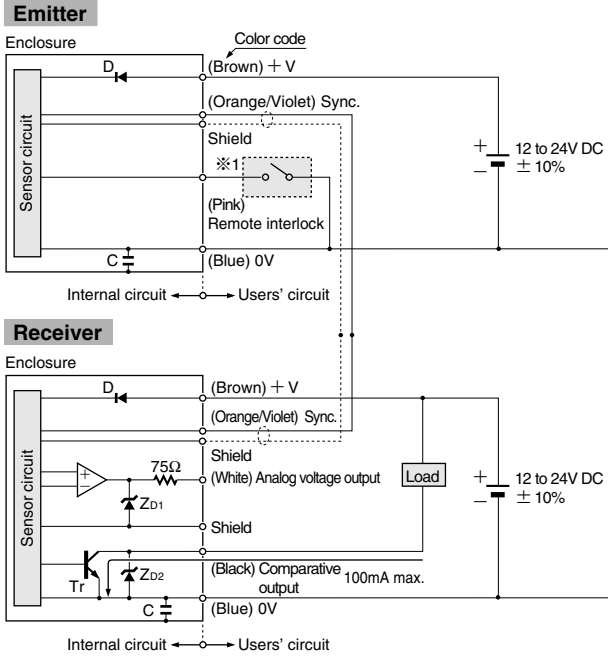 Emitter
Enclosure
Color code
D
(Brown) + V
(Orange/Violet) Sync.
Shield
Sensor circuit
※1
+
−
12 to 24V DC
± 10%
(Pink)
Remote interlock
C
(Blue) 0V
Internal circuit
Users' circuit
Receiver
Enclosure
D
(Brown) + V
(Orange/Violet) Sync.
Shield
Sensor circuit
+
−
75Ω
(White) Analog voltage output
Load
+
−
12 to 24V DC
± 10%
ZD1
Shield
Tr
ZD2
(Black) Comparative
output
100mA max.
C
(Blue) 0V
Internal circuit
Users' circuit